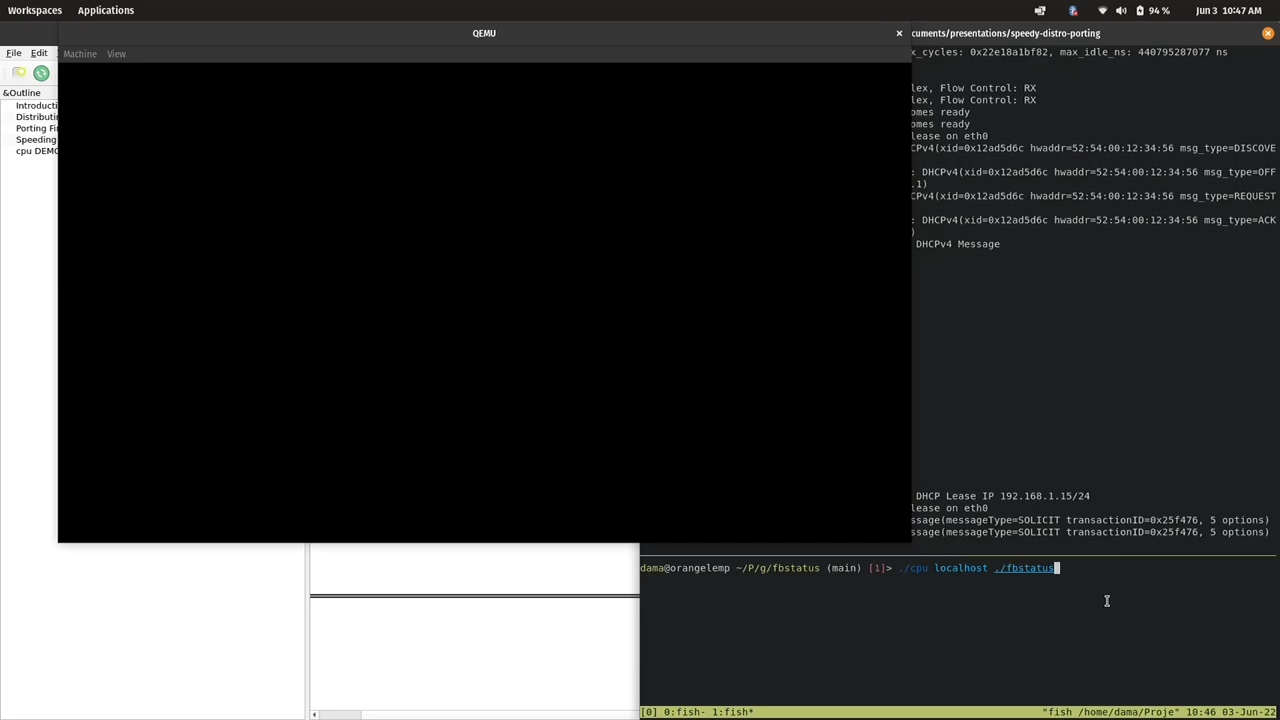 Workspaces Applications 94 % Jun 3 10:47 AM
QEMU
cuments/presentations/speedy-distro-porting
File Edit
Machine View
x_cycles: 0x22e18a1bf82, max_idle_ns: 440795287077 ns
&Outline
Introducti
Distributin
Porting Fi
Speeding
cpu DEMO
lex, Flow Control: RX
lex, Flow Control: RX
omes ready
omes ready
lease on eth0
CPv4(xid=0x12ad5d6c hwaddr=52:54:00:12:34:56 msg_type=DISCOVE
: DHCPv4(xid=0x12ad5d6c hwaddr=52:54:00:12:34:56 msg_type=OFF
.1)
CPv4(xid=0x12ad5d6c hwaddr=52:54:00:12:34:56 msg_type=REQUEST
: DHCPv4(xid=0x12ad5d6c hwaddr=52:54:00:12:34:56 msg_type=ACK
)
DHCPv4 Message
DHCP Lease IP 192.168.1.15/24
lease on eth0
ssage(messageType=SOLICIT transactionID=0x25f476, 5 options)
ssage(messageType=SOLICIT transactionID=0x25f476, 5 options)
dama@orangelemp ~/P/g/fbstatus (main) [1]> ./cpu localhost ./fbstatus
[0] 0:fish- 1:fish* "fish /home/dama/Proje" 10:46 03-Jun-22